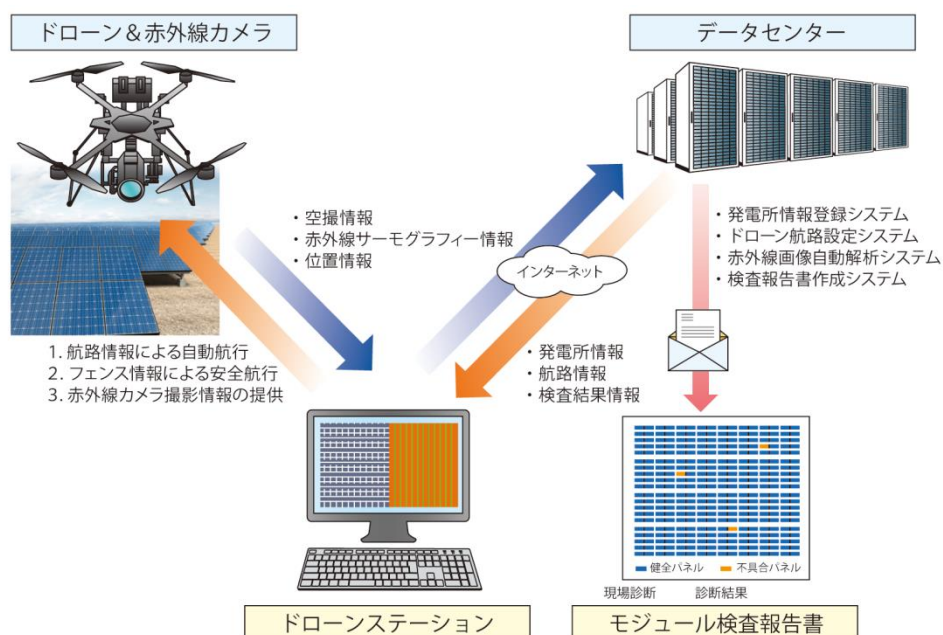 ドローン＆赤外線カメラ
データセンター
・空撮情報
・赤外線サーモグラフィー情報
・位置情報
インターネット
・発電所情報登録システム
・ドローン航路設定システム
・赤外線画像自動解析システム
・検査報告書作成システム
1. 航路情報による自動航行
2. フェンス情報による安全航行
3. 赤外線カメラ撮影情報の提供
・発電所情報
・航路情報
・検査結果情報
健全パネル 不具合パネル
現場診断 診断結果
ドローンステーション
モジュール検査報告書